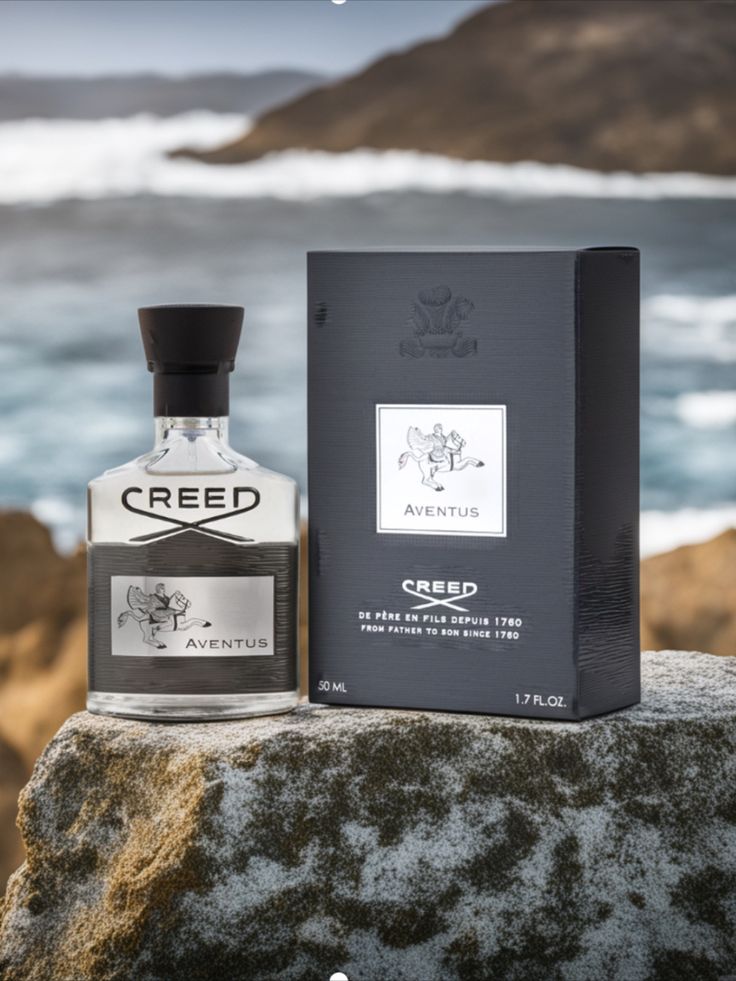 CREED
AVENTUS
AVENTUS
CREED
DE PÈRE EN FILS DEPUIS 1760
FROM FATHER TO SON SINCE 1760
50 ML
1.7 FL.OZ.